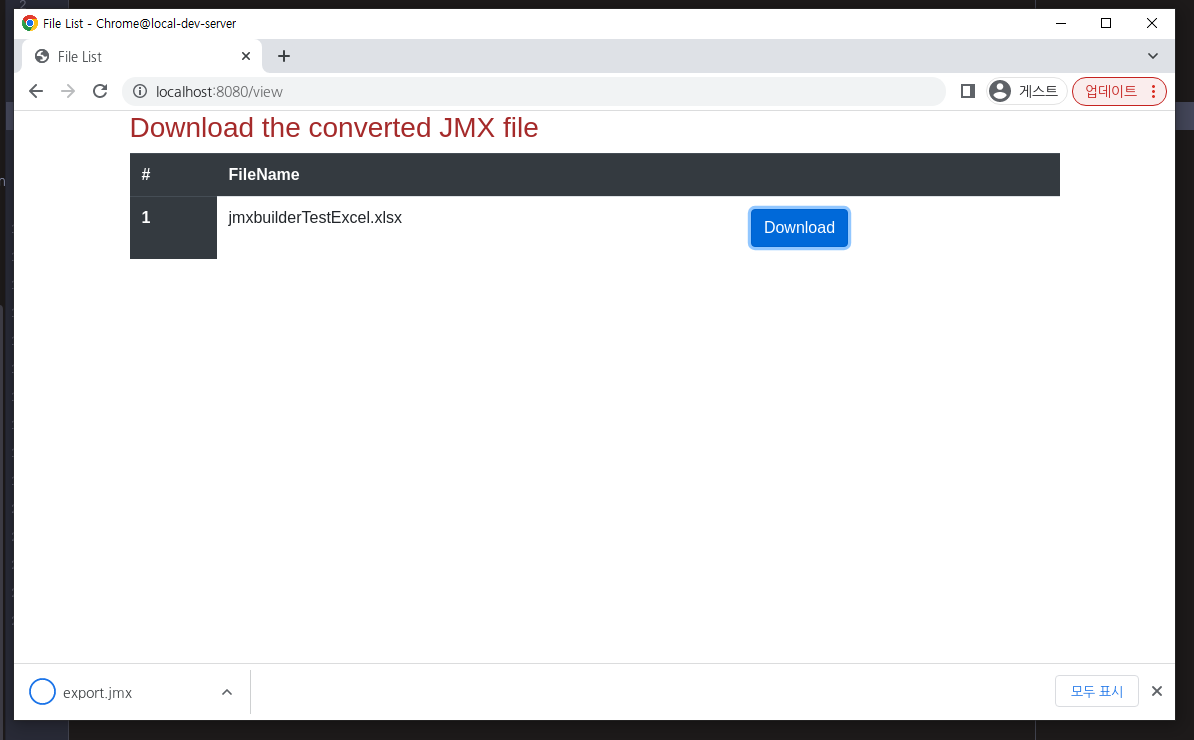 File List - Chrome@local-dev-server
File List
localhost:8080/view
게스트
업데이트
Download the converted JMX file
# FileName
1 jmxbuilderTestExcel.xlsx Download
export.jmx
모두 표시